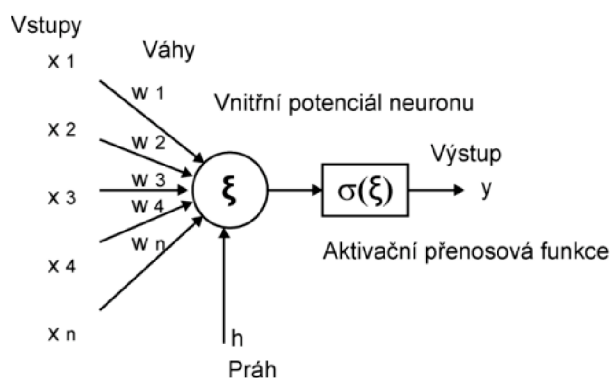 Vstupy
Váhy
x 1
w 1
Vnitřní potenciál neuronu
x 2
w 2
Výstup
x 3
w 3
ξ
σ(ξ)
y
w 4
x 4
w n
Aktivační přenosová funkce
x n
h
Práh